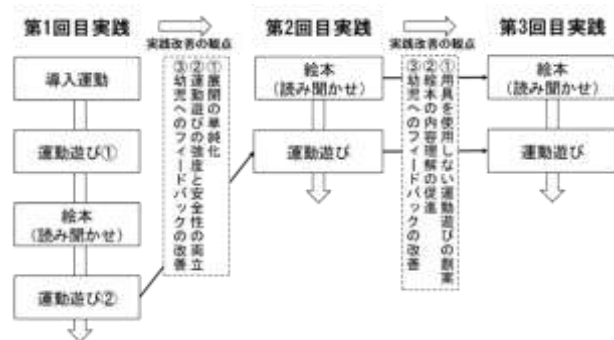 第1回目実践
実践改善の観点
第2回目実践
実践改善の観点
第3回目実践
導入運動
運動遊び①
絵本
(読み聞かせ)
運動遊び②
①展開の単純化
②運動遊びの強度と安全性の両立
③幼児へのフィードバックの改善
絵本
(読み聞かせ)
運動遊び
①用具を使用しない運動遊びの創案
②絵本の内容理解の促進
③幼児へのフィードバックの改善
絵本
(読み聞かせ)
運動遊び